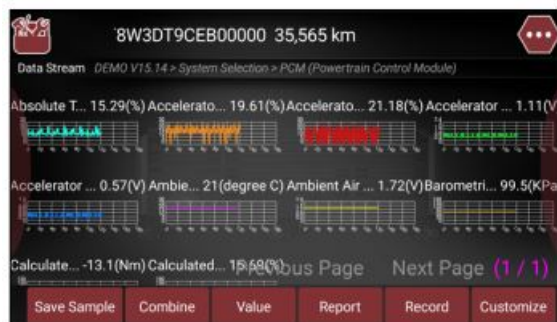 8W3DT9CEB00000 35,565 km
Data Stream DEMO V15.14 > System Selection > PCM (Powertrain Control Module)
Absolute T... 15.29(%) Accelerato... 19.61(%) Accelerato... 21.18(%) Accelerator ... 1.11(V
Accelerator ... 0.57(V) Ambie... 21(degree C) Ambient Air ... 1.72(V) Barometri... 99.5(KPa
Calculate... -13.1(Nm) Calculated... 15.69(%)
Previous Page Next Page (1 / 1)
Save Sample Combine Value Report Record Customize